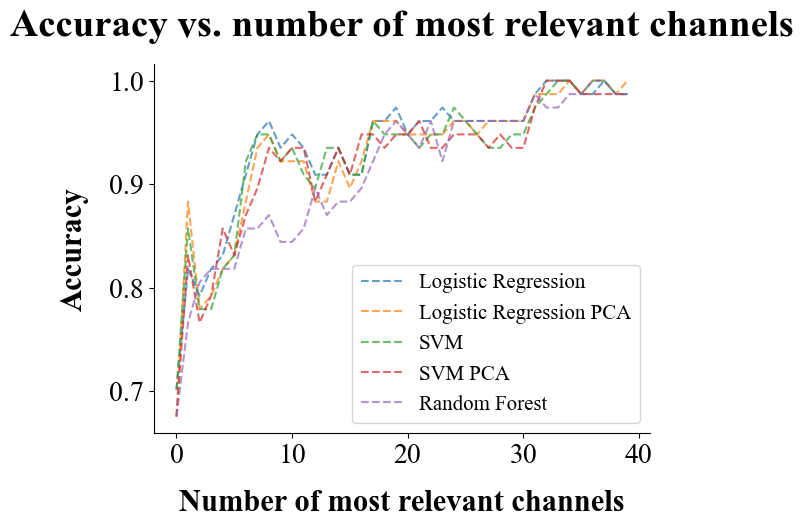 Accuracy vs. number of most relevant channels
1.0
0.9
0.8
0.7
Accuracy
Logistic Regression
Logistic Regression PCA
SVM
SVM PCA
Random Forest
0 10 20 30 40
Number of most relevant channels